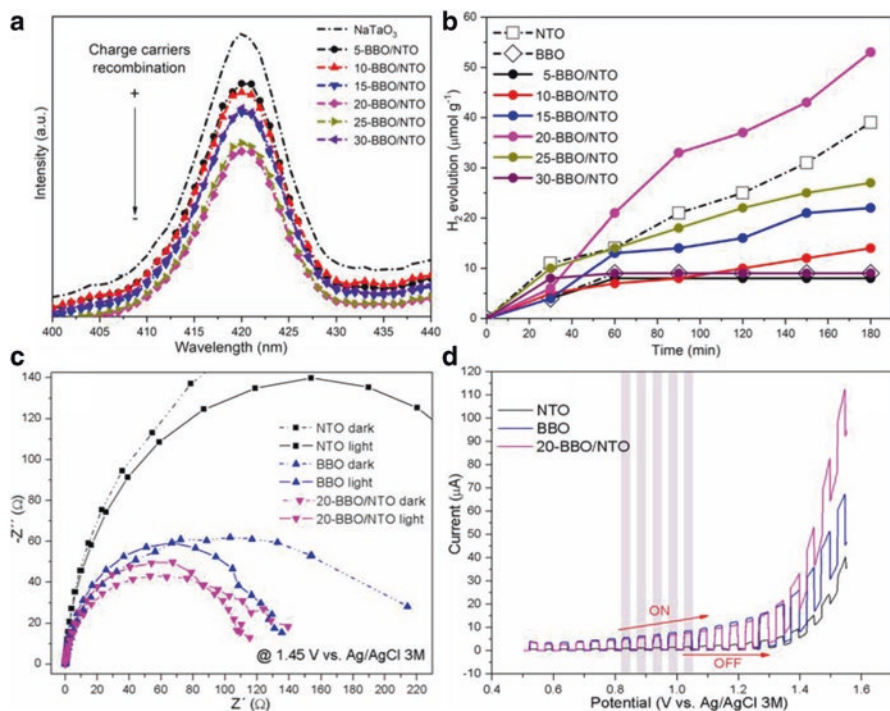 a
Charge carriers
recombination
+
-
NaTaO₃
5-BBO/NTO
10-BBO/NTO
15-BBO/NTO
20-BBO/NTO
25-BBO/NTO
30-BBO/NTO
Intensity (a.u.)
400 405 410 415 420 425 430 435 440
Wavelength (nm)
b
NTO
BBO
5-BBO/NTO
10-BBO/NTO
15-BBO/NTO
20-BBO/NTO
25-BBO/NTO
30-BBO/NTO
H₂ evolution (μmol g⁻¹)
60
50
40
30
20
10
0
0 20 40 60 80 100 120 140 160 180
Time (min)
c
NTO dark
NTO light
BBO dark
BBO light
20-BBO/NTO dark
20-BBO/NTO light
@ 1.45 V vs. Ag/AgCl 3M
-Z´´ (Ω)
140
120
100
80
60
40
20
0
0 20 40 60 80 100 120 140 160 180 200 220
Z´ (Ω)
d
NTO
BBO
20-BBO/NTO
ON
OFF
Current (μA)
120
110
100
90
80
70
60
50
40
30
20
10
0
-10
0.4 0.6 0.8 1.0 1.2 1.4 1.6
Potential (V vs. Ag/AgCl 3M)